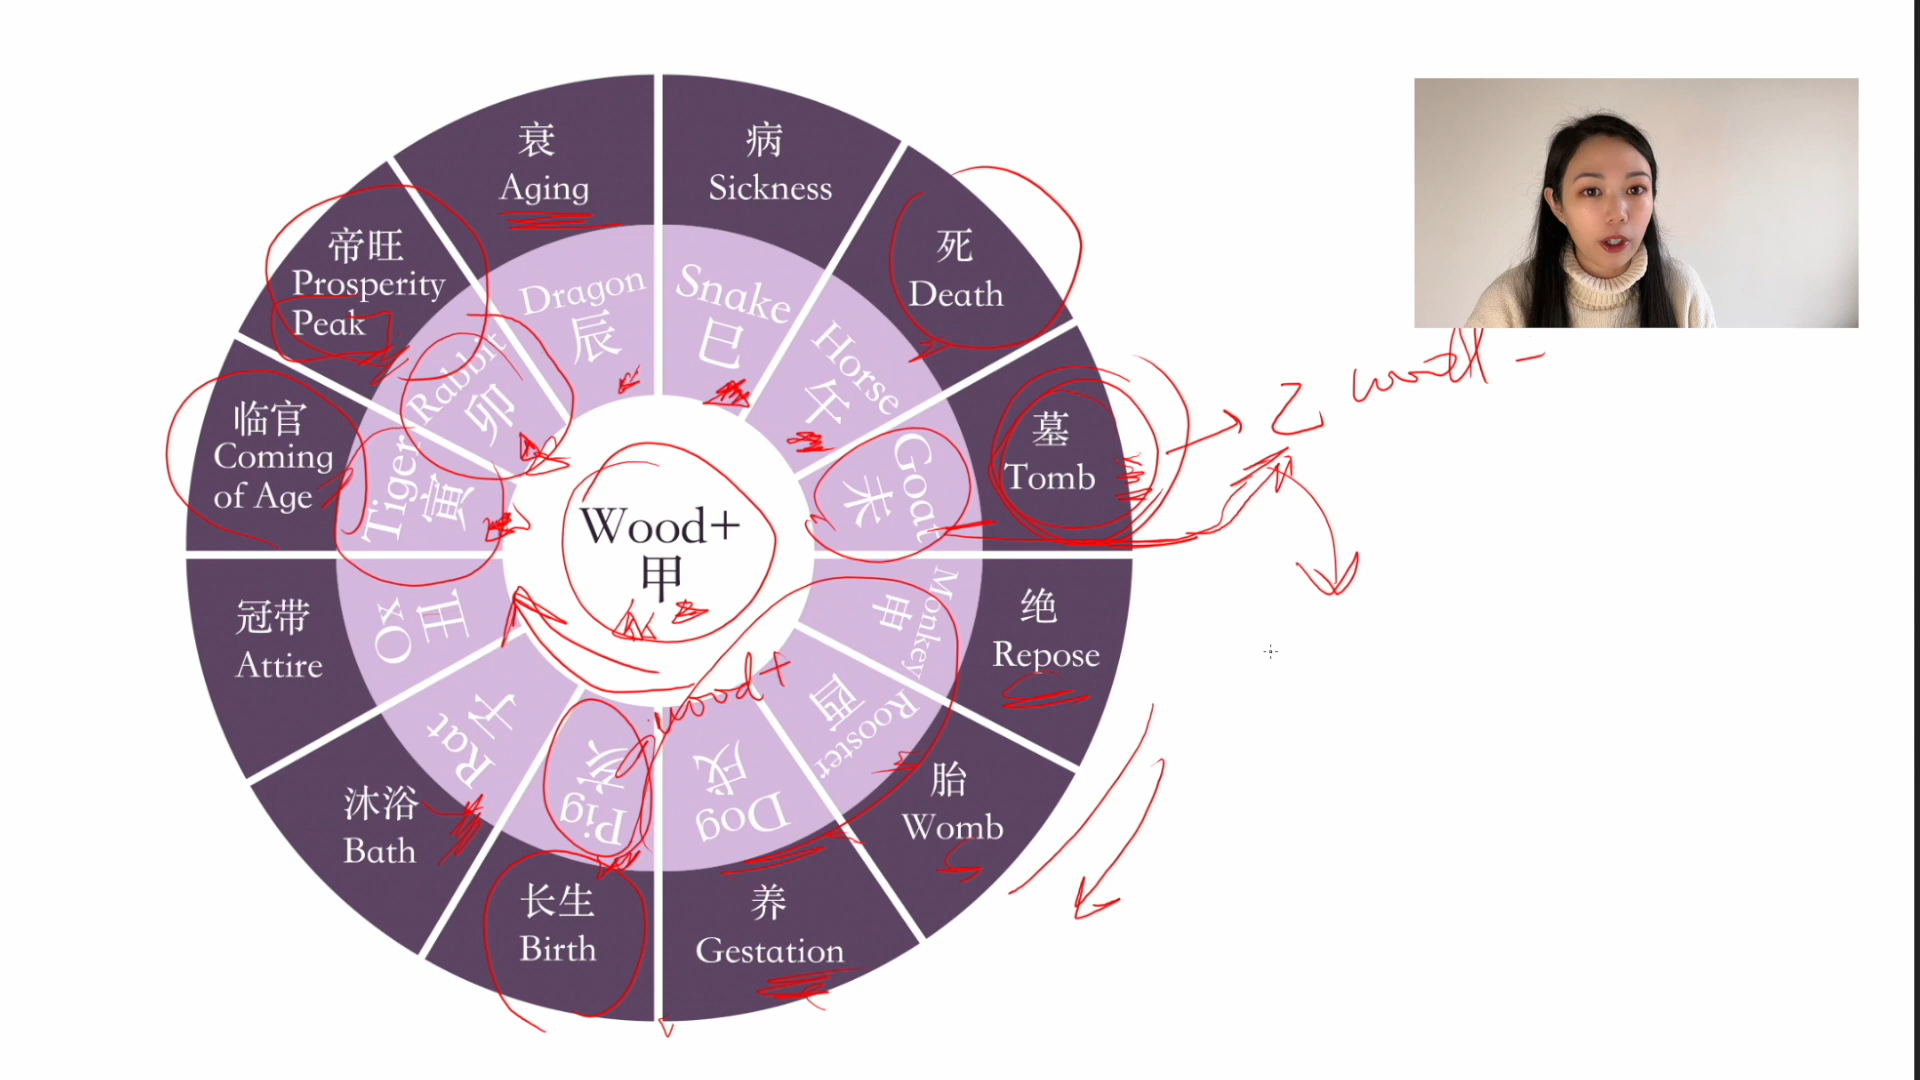 衰
Aging
病
Sickness
死
Death
墓
Tomb
绝
Repose
胎
Womb
养
Gestation
长生
Birth
沐浴
Bath
冠带
Attire
临官
Coming
of Age
帝旺
Prosperity
Peak
Dragon
辰
Snake
巳
Horse
午
Goat
未
Monkey
申
Rooster
酉
Dog
戌
Pig
亥
Rat
子
Ox
丑
Tiger
寅
Rabbit
卯
Wood+
甲
wood+
乙 wood -